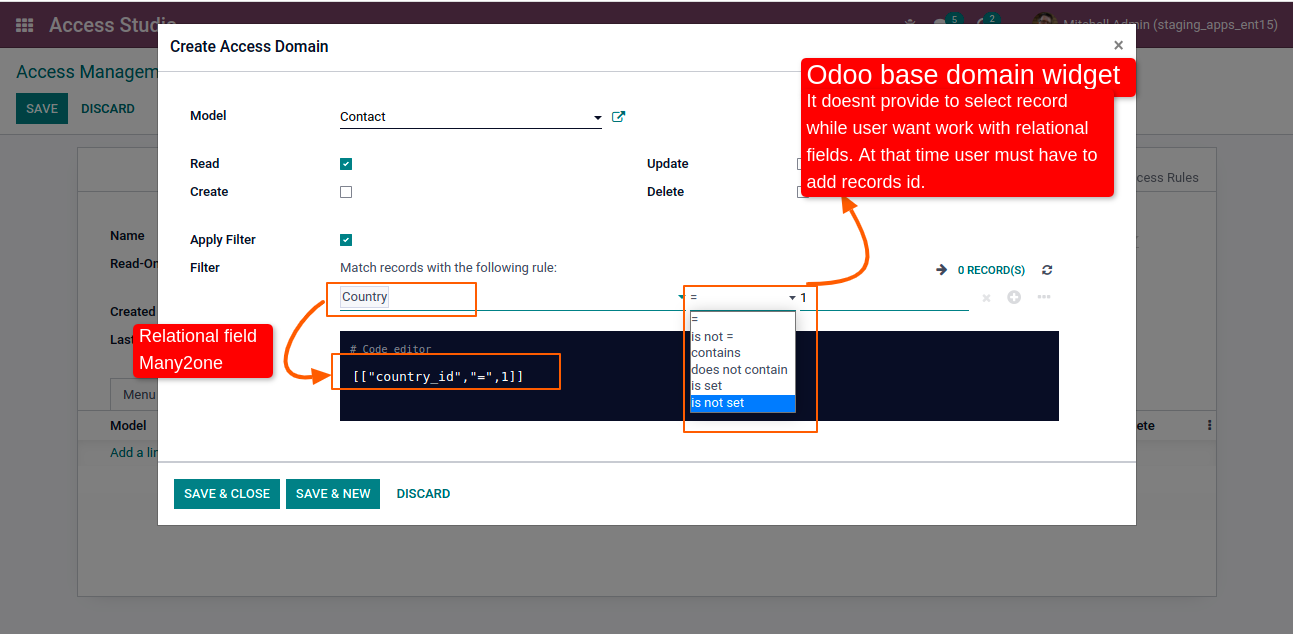 Access Studio
5
2
Mitchell Admin (staging_apps_ent15)
Access Managem
SAVE
DISCARD
Create Access Domain
×
Odoo base domain widget
It doesnt provide to select record
while user want work with relational
fields. At that time user must have to
add records id.
Model
Contact
Read
Update
Create
Delete
cess Rules
Name
Read-On
Apply Filter
Filter
Match records with the following rule:
0 RECORD(S)
Country
=
1
Created
Last
Relational field
Many2one
# Code editor
[["country_id","=",1]]
=
is not =
contains
does not contain
is set
is not set
Menu
Model
ete
Add a lin
SAVE & CLOSE
SAVE & NEW
DISCARD